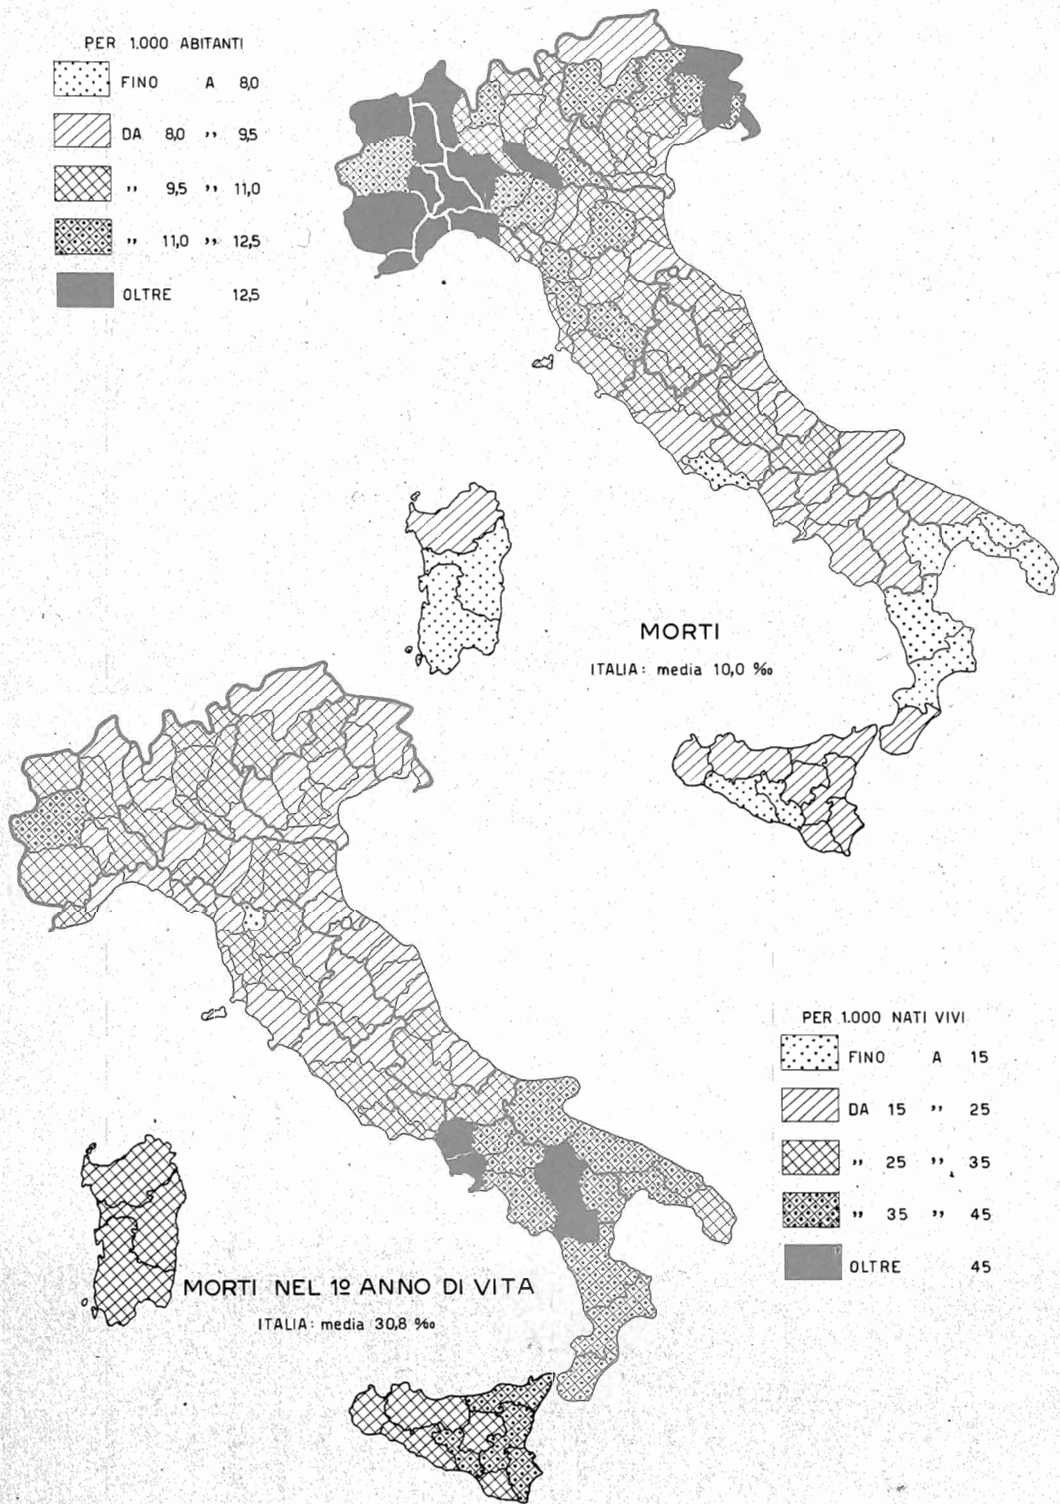 PER 1.000 ABITANTI
FINO A 8,0
DA 8,0 ,, 9,5
,, 9,5 ,, 11,0
,, 11,0 ,, 12,5
OLTRE 12,5
MORTI
ITALIA: media 10,0 ‰
PER 1.000 NATI VIVI
FINO A 15
DA 15 ,, 25
,, 25 ,, 35
,, 35 ,, 45
OLTRE 45
MORTI NEL 1º ANNO DI VITA
ITALIA: media 30,8 ‰